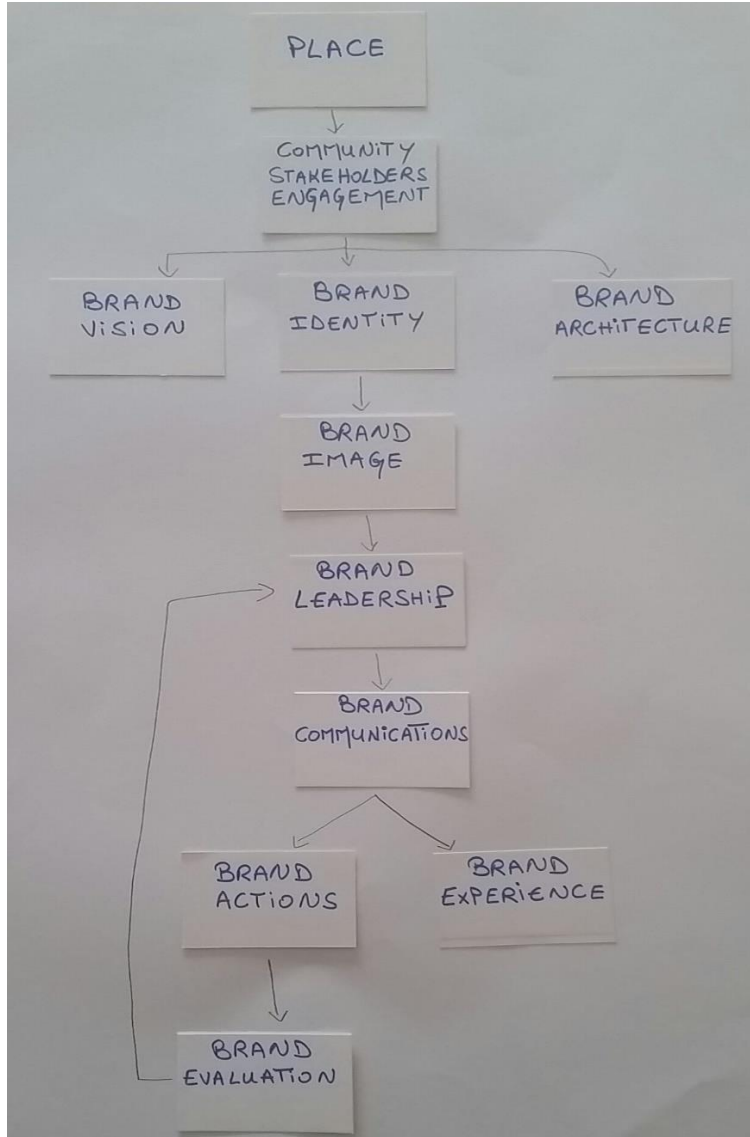 PLACE
COMMUNITY
STAKEHOLDERS
ENGAGEMENT
BRAND
VISION
BRAND
IDENTITY
BRAND
ARCHITECTURE
BRAND
IMAGE
BRAND
LEADERSHIP
BRAND
COMMUNICATIONS
BRAND
ACTIONS
BRAND
EXPERIENCE
BRAND
EVALUATION